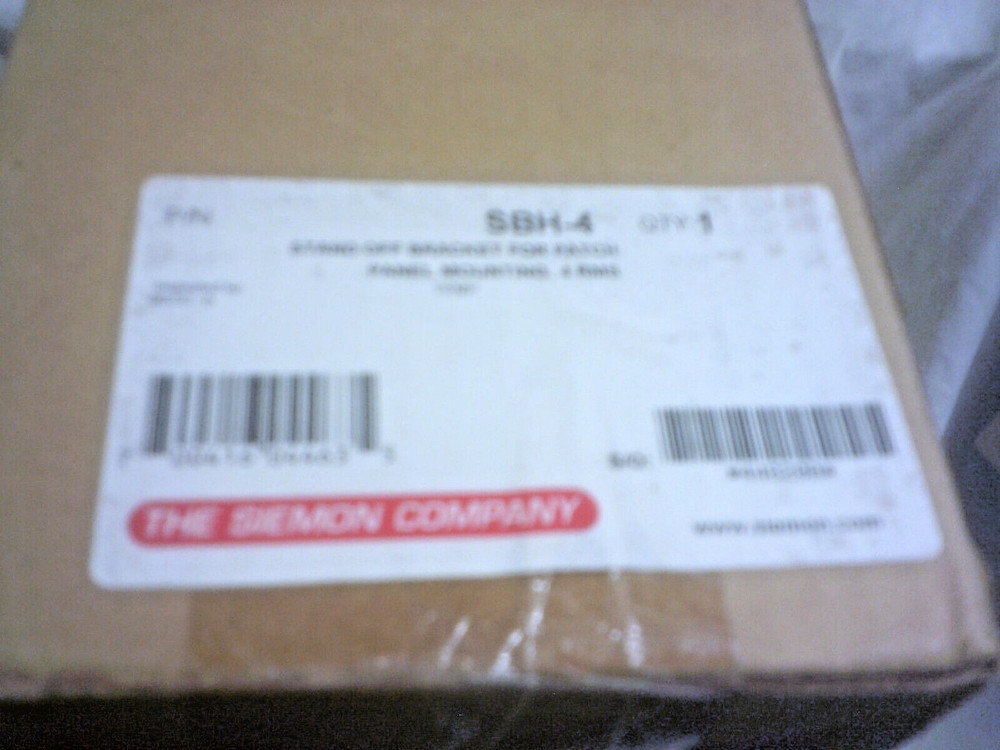 P/N SBH-4 QTY: 1
STAND OFF BRACKET FOR PATCH
PANEL MOUNTING, 4 RMS
S/O:
THE SIEMON COMPANY
www.siemon.com